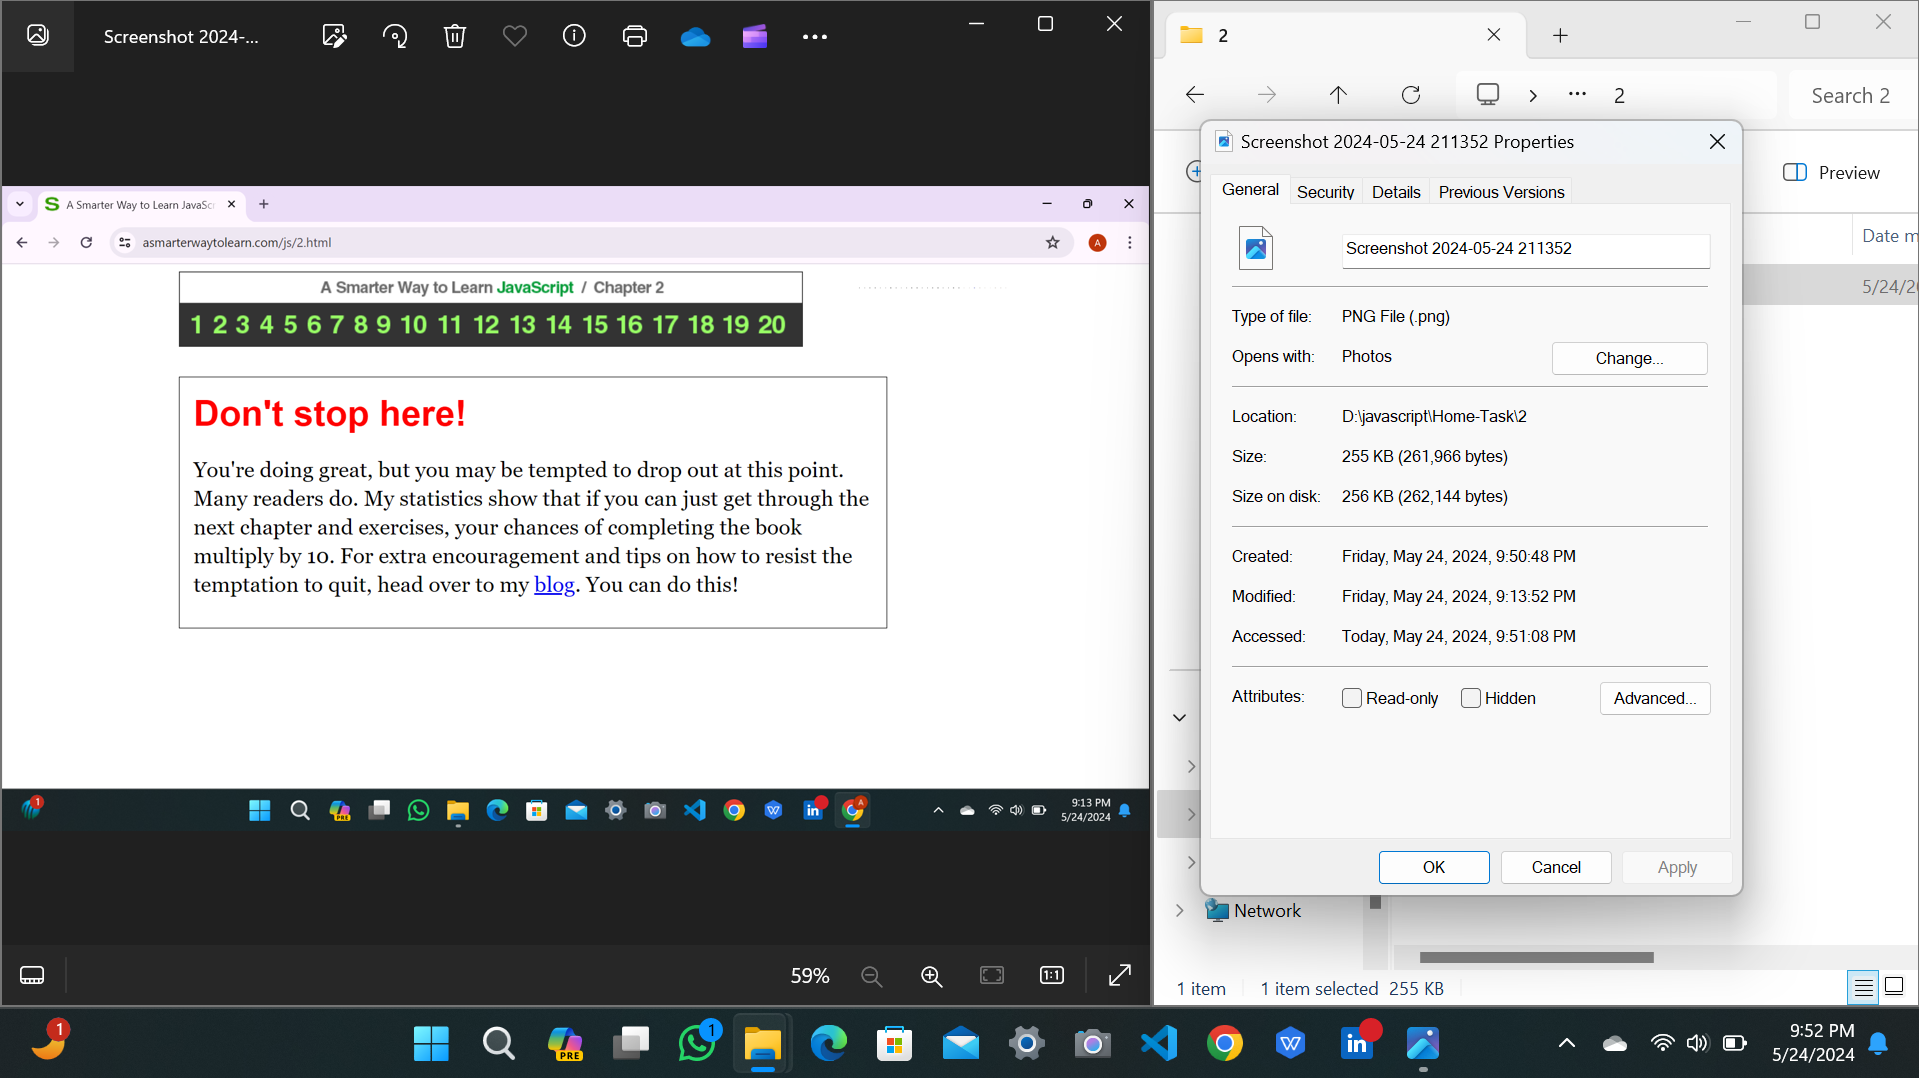 Screenshot 2024-...
A Smarter Way to Learn JavaSc
asmarterwaytolearn.com/js/2.html
A
A Smarter Way to Learn JavaScript / Chapter 2
1 2 3 4 5 6 7 8 9 10 11 12 13 14 15 16 17 18 19 20
Don't stop here!
You're doing great, but you may be tempted to drop out at this point.
Many readers do. My statistics show that if you can just get through the
next chapter and exercises, your chances of completing the book
multiply by 10. For extra encouragement and tips on how to resist the
temptation to quit, head over to my blog. You can do this!
1
PRE
W
in
A
9:13 PM
5/24/2024
59%
1:1
2
2
Search 2
Preview
Date m
5/24/20
Screenshot 2024-05-24 211352 Properties
General Security Details Previous Versions
Screenshot 2024-05-24 211352
Type of file: PNG File (.png)
Opens with: Photos Change...
Location: D:\javascript\Home-Task\2
Size: 255 KB (261,966 bytes)
Size on disk: 256 KB (262,144 bytes)
Created: Friday, May 24, 2024, 9:50:48 PM
Modified: Friday, May 24, 2024, 9:13:52 PM
Accessed: Today, May 24, 2024, 9:51:08 PM
Attributes: Read-only Hidden Advanced...
OK Cancel Apply
Network
1 item 1 item selected 255 KB
1
PRE
1
W
in
9:52 PM
5/24/2024